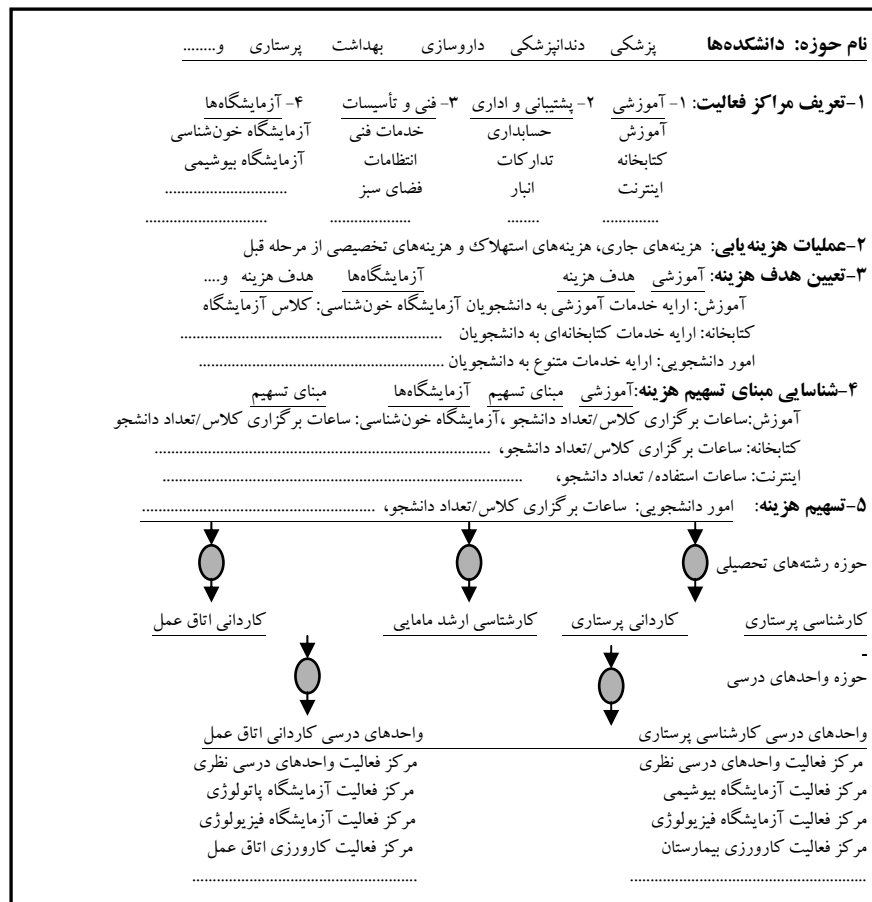 نام حوزه: دانشکده‌ها پزشکی دندانپزشکی داروسازی بهداشت پرستاری و........
۱-تعریف مراکز فعالیت: ۱- آموزشی ۲- پشتیبانی و اداری ۳- فنی و تأسیسات ۴- آزمایشگاه‌ها
آموزش حسابداری خدمات فنی آزمایشگاه خون‌شناسی
کتابخانه تدارکات انتظامات آزمایشگاه بیوشیمی
اینترنت انبار فضای سبز ..............................
.............. ........ .................... ..............................
۲-عملیات هزینه‌یابی: هزینه‌های جاری، هزینه‌های استهلاک و هزینه‌های تخصیصی از مرحله قبل
۳-تعیین هدف هزینه: آموزشی هدف هزینه آزمایشگاه‌ها هدف هزینه و....
آموزش: ارایه خدمات آموزشی به دانشجویان آزمایشگاه خون‌شناسی: کلاس آزمایشگاه
کتابخانه: ارایه خدمات کتابخانه‌ای به دانشجویان ................................................................
امور دانشجویی: ارایه خدمات متنوع به دانشجویان ............................................................
۴-شناسایی مبنای تسهیم هزینه:آموزشی مبنای تسهیم آزمایشگاه‌ها مبنای تسهیم
آموزش:ساعات برگزاری کلاس/تعداد دانشجو ،آزمایشگاه خون‌شناسی: ساعات برگزاری کلاس/تعداد دانشجو
کتابخانه: ساعات برگزاری کلاس/تعداد دانشجو، ...................................................................................
اینترنت: ساعات استفاده/ تعداد دانشجو، .........................................................................................
۵-تسهیم هزینه: امور دانشجویی: ساعات برگزاری کلاس/تعداد دانشجو، ..........................................................
حوزه رشته‌های تحصیلی
کارشناسی پرستاری کاردانی پرستاری کارشتاسی ارشد مامایی کاردانی اتاق عمل
-
حوزه واحدهای درسی
واحدهای درسی کارشناسی پرستاری واحدهای درسی کاردانی اتاق عمل
مرکز فعالیت واحدهای درسی نظری مرکز فعالیت واحدهای درسی نظری
مرکز فعالیت آزمایشگاه بیوشیمی مرکز فعالیت آزمایشگاه پاتولوژی
مرکز فعالیت آزمایشگاه فیزیولوژی مرکز فعالیت آزمایشگاه فیزیولوژی
مرکز فعالیت کارورزی بیمارستان مرکز فعالیت کارورزی اتاق عمل
........................................................... ........................................................